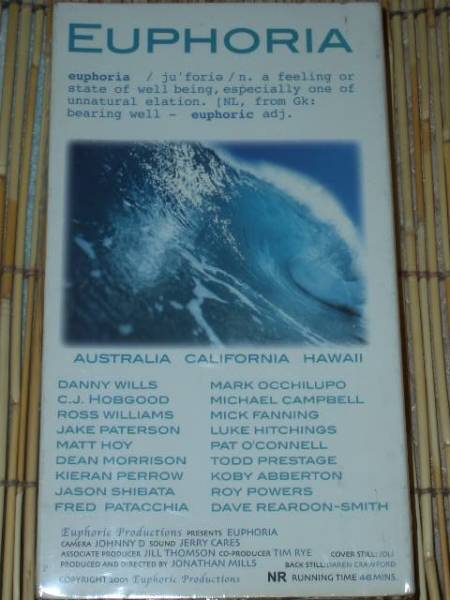 EUPHORIA
euphoria / ju'foriə / n. a feeling or
state of well being, especially one of
unnatural elation. [NL, from Gk:
bearing well - euphoric adj.
AUSTRALIA CALIFORNIA HAWAII
DANNY WILLS MARK OCCHILUPO
C.J. HOBGOOD MICHAEL CAMPBELL
ROSS WILLIAMS MICK FANNING
JAKE PATERSON LUKE HITCHINGS
MATT HOY PAT O'CONNELL
DEAN MORRISON TODD PRESTAGE
KIERAN PERROW KOBY ABBERTON
JASON SHIBATA ROY POWERS
FRED PATACCHIA DAVE REARDON-SMITH
Euphoric Productions PRESENTS EUPHORIA
CAMERA JOHNNY D SOUND JERRY CARES
ASSOCIATE PRODUCER JILL THOMSON CO-PRODUCER TIM RYE COVER STILL: JOLI
PRODUCED AND DIRECTED BY JONATHAN MILLS BACK STILL: DAREN CRAWFORD
COPYRIGHT 2001 Euphoric Productions NR RUNNING TIME 46 MINS.